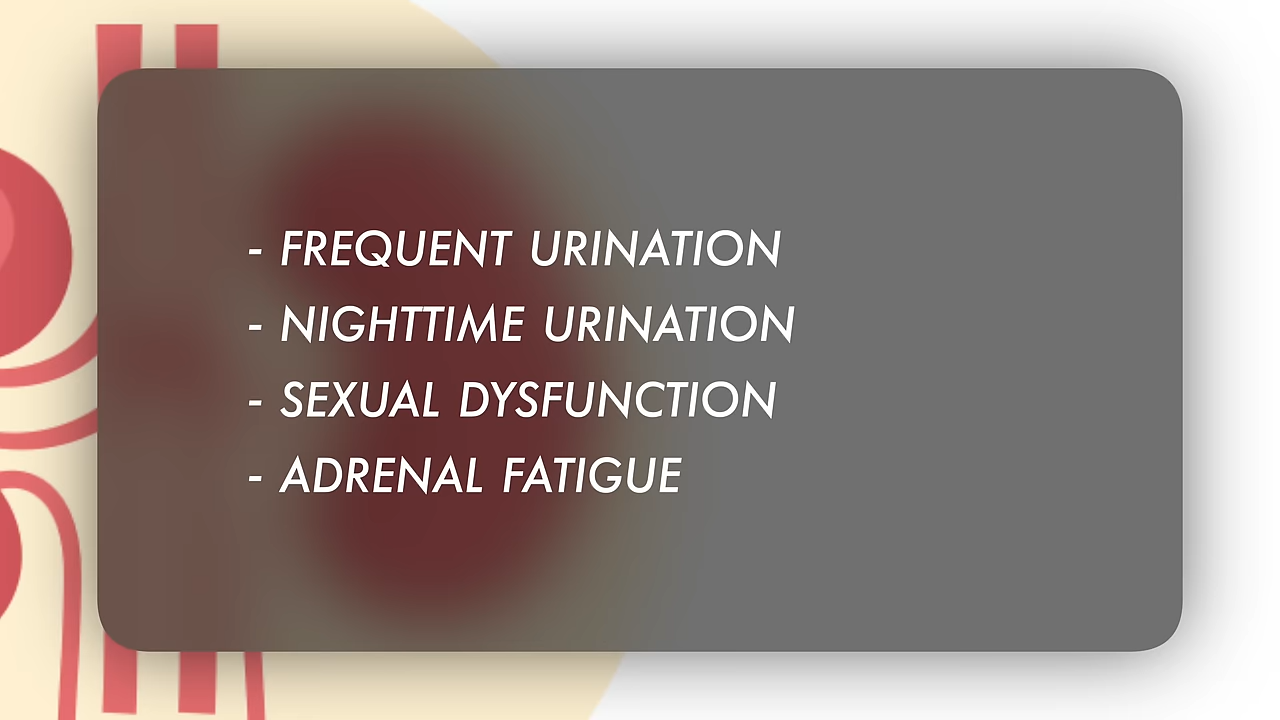 - FREQUENT URINATION
- NIGHTTIME URINATION
- SEXUAL DYSFUNCTION
- ADRENAL FATIGUE